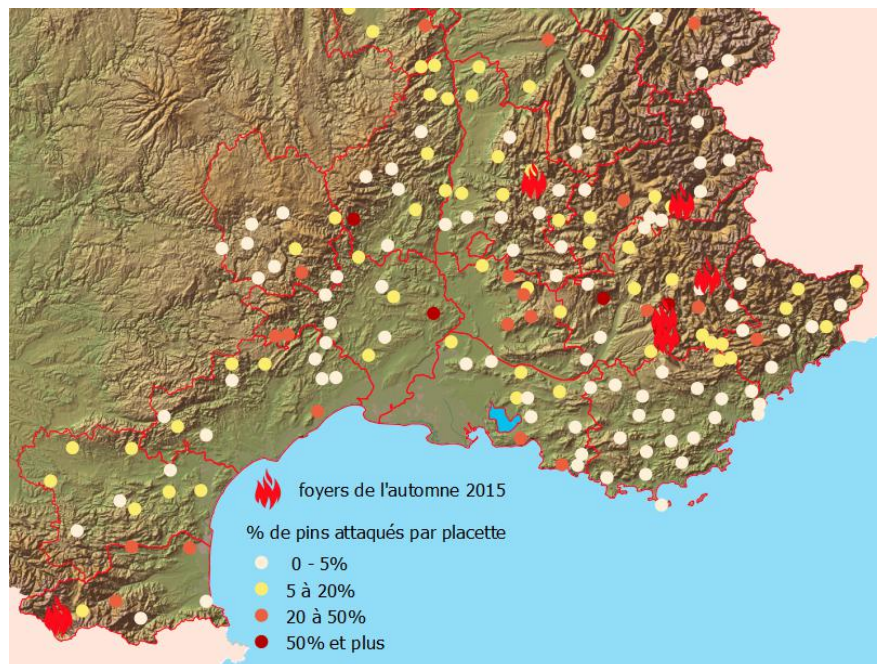 foyers de l'automne 2015
% de pins attaqués par placette
0 - 5%
5 à 20%
20 à 50%
50% et plus